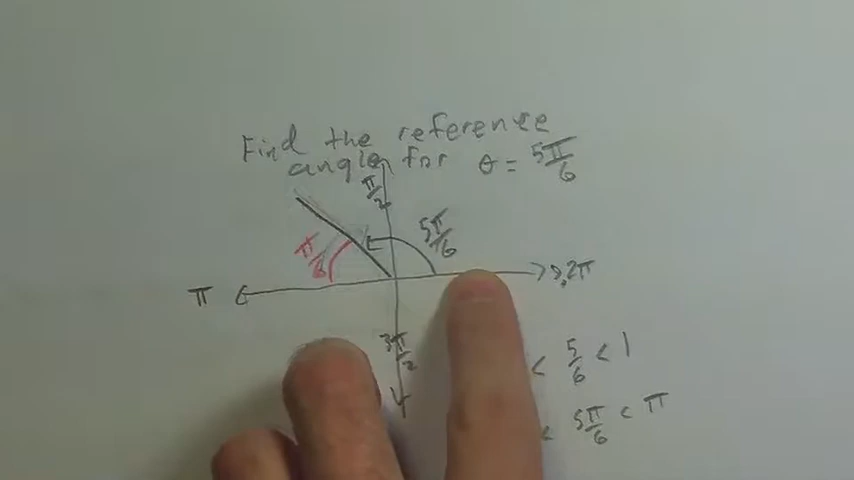 Find the reference
angle for θ = 5π/6
π/2
5π/6
π/6
π
0,2π
3π/2
< 5/6 < 1
< 5π/6 < π